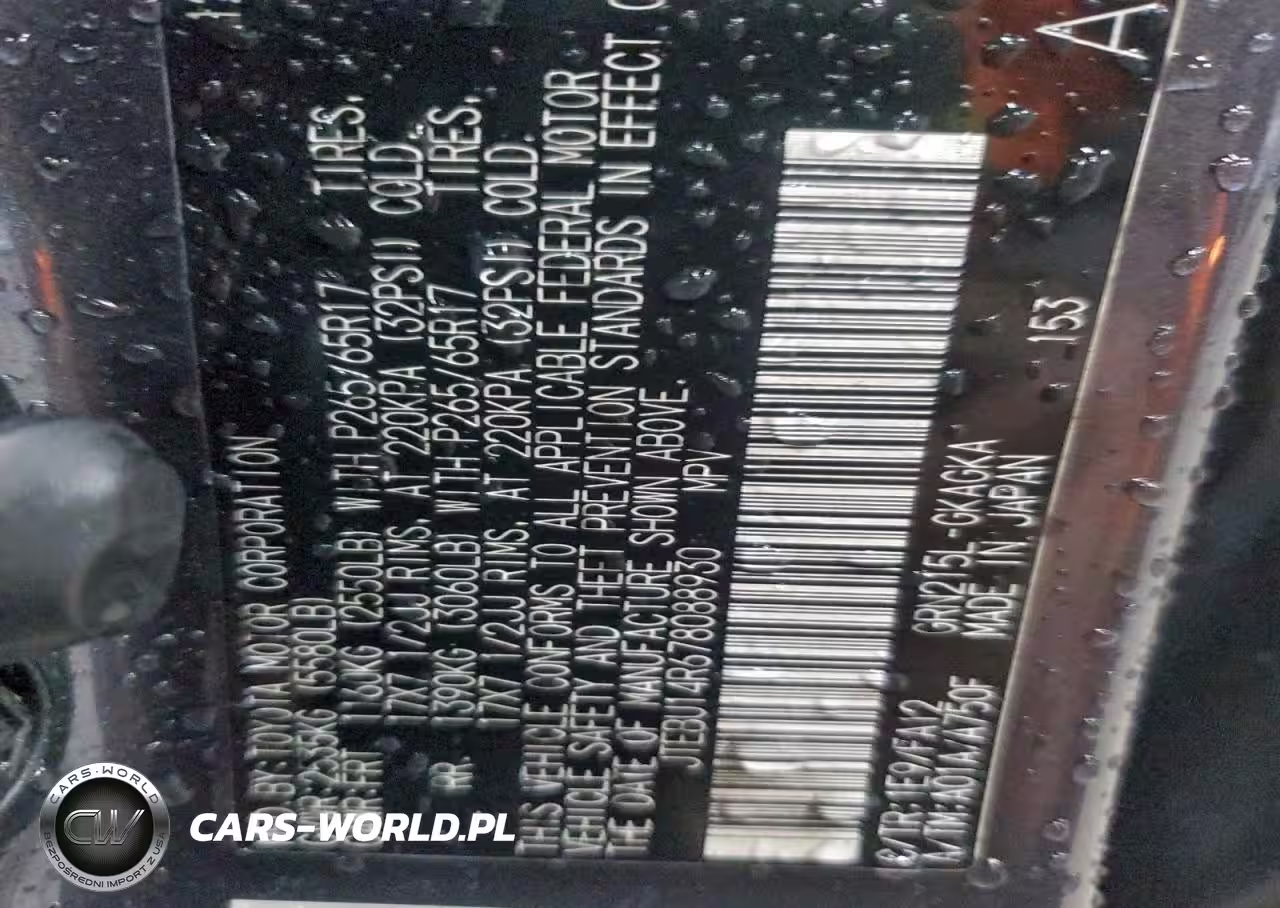 D BY:TOYOTA MOTOR CORPORATION
R:2535KG (5580LB)
R:FRT 1160KG (2550LB) WITH P265/65R17 TIRES,
17X7 1/2JJ RIMS, AT 220KPA (32PSI) COLD.
RR. 1390KG (3060LB) WITH P265/65R17 TIRES,
17X7 1/2JJ RIMS, AT 220KPA (32PSI) COLD.
THIS VEHICLE CONFORMS TO ALL APPLICABLE FEDERAL MOTOR
VEHICLE SAFETY AND THEFT PREVENTION STANDARDS IN EFFECT O
THE DATE OF MANUFACTURE SHOWN ABOVE.
JTEBU14R678088930 MPV
C/TR:1E9/FA12 GRN215L-GKAGKA 153 A
A/TM:A01A/A750F MADE IN JAPAN
CARS-WORLD
CW
BEZPOŚREDNI IMPORT Z USA
CARS-WORLD.PL